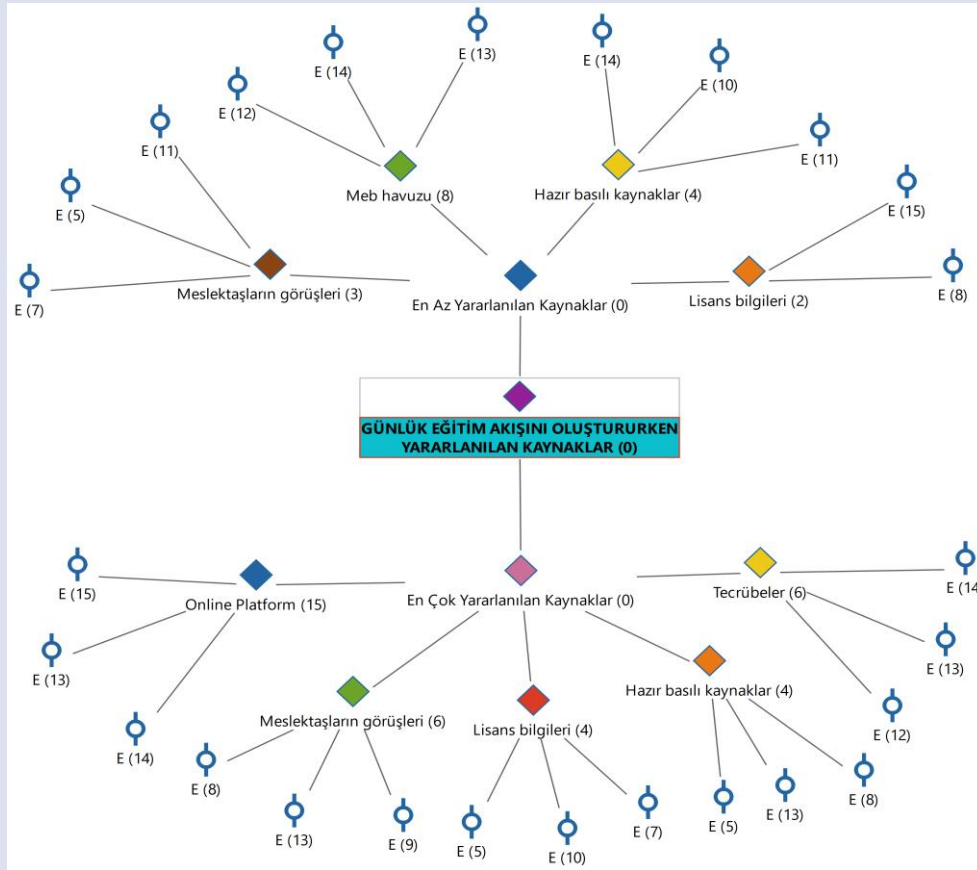 E (13)
E (14)
E (14)
E (10)
E (12)
E (11)
E (11)
E (5)
E (15)
Meb havuzu (8)
Hazır basılı kaynaklar (4)
E (7)
Meslektaşların görüşleri (3)
En Az Yararlanılan Kaynaklar (0)
Lisans bilgileri (2)
E (8)
GÜNLÜK EĞİTİM AKIŞINI OLUŞTURURKEN
YARARLANILAN KAYNAKLAR (0)
E (15)
Online Platform (15)
En Çok Yararlanılan Kaynaklar (0)
Tecrübeler (6)
E (14)
E (13)
E (13)
E (14)
E (12)
Meslektaşların görüşleri (6)
Lisans bilgileri (4)
Hazır basılı kaynaklar (4)
E (8)
E (13)
E (9)
E (5)
E (10)
E (7)
E (5)
E (13)
E (8)